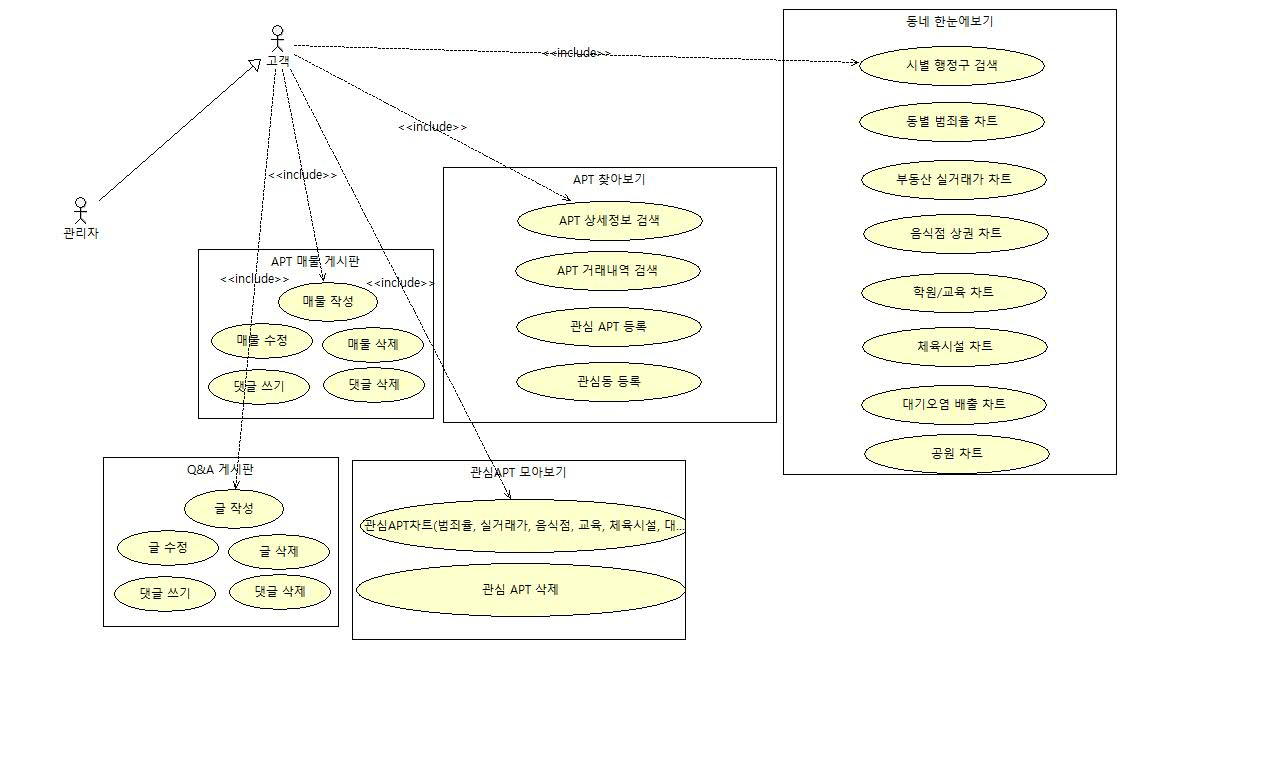 고객
관리자
<<include>>
<<include>>
<<include>>
<<include>>
<<include>>
동네 한눈에보기
시별 행정구 검색
동별 범죄율 차트
부동산 실거래가 차트
음식점 상권 차트
학원/교육 차트
체육시설 차트
대기오염 배출 차트
공원 차트
APT 찾아보기
APT 상세정보 검색
APT 거래내역 검색
관심 APT 등록
관심동 등록
APT 매물 게시판
매물 작성
매물 수정
매물 삭제
댓글 쓰기
댓글 삭제
Q&A 게시판
글 작성
글 수정
글 삭제
댓글 쓰기
댓글 삭제
관심APT 모아보기
관심APT차트(범죄율, 실거래가, 음식점, 교육, 체육시설, 대...
관심 APT 삭제